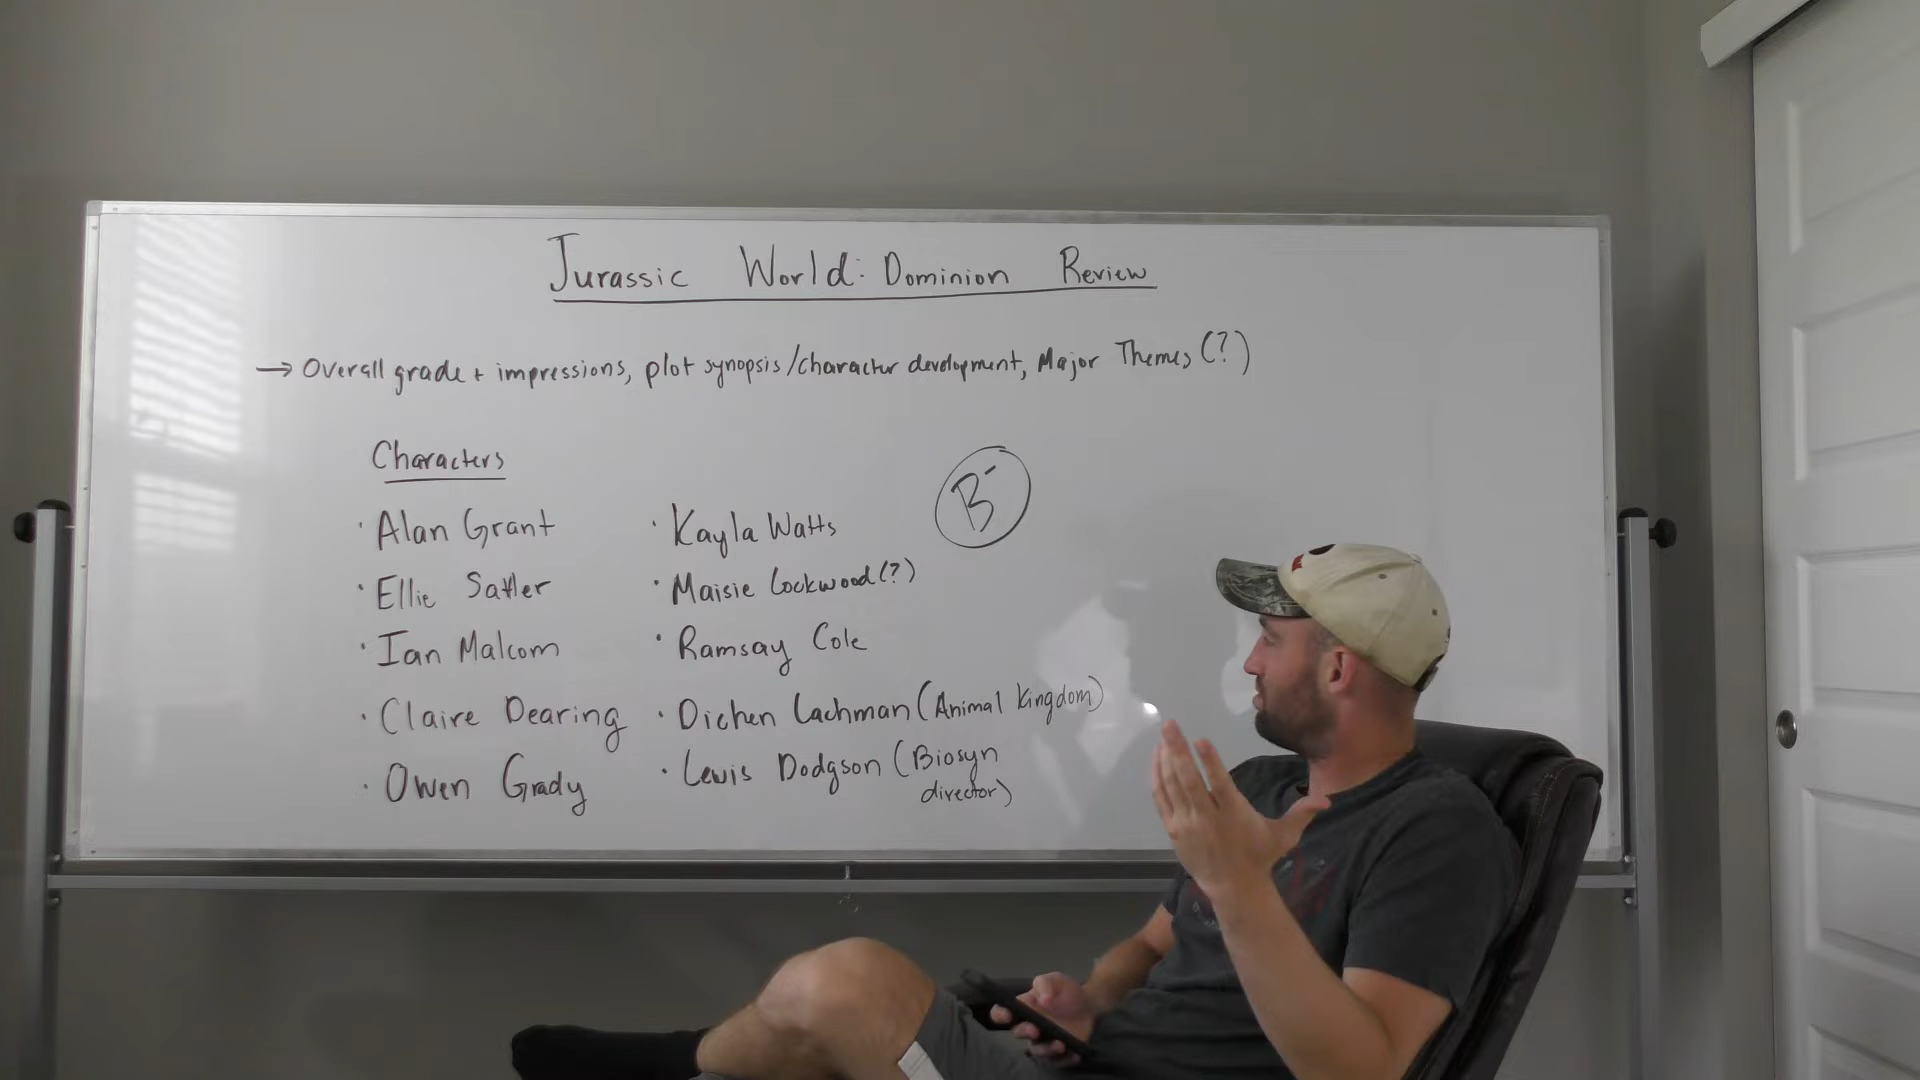 Jurassic World: Dominion Review
→ Overall grade + impressions, plot synopsis/character development, Major Themes (?)
Characters
· Alan Grant
· Ellie Satler
· Ian Malcom
· Claire Dearing
· Owen Grady
· Kayla Watts
· Maisie Lockwood (?)
· Ramsay Cole
· Dichen Lachman (Animal Kingdom)
· Lewis Dodgson (Biosyn
director)
B-